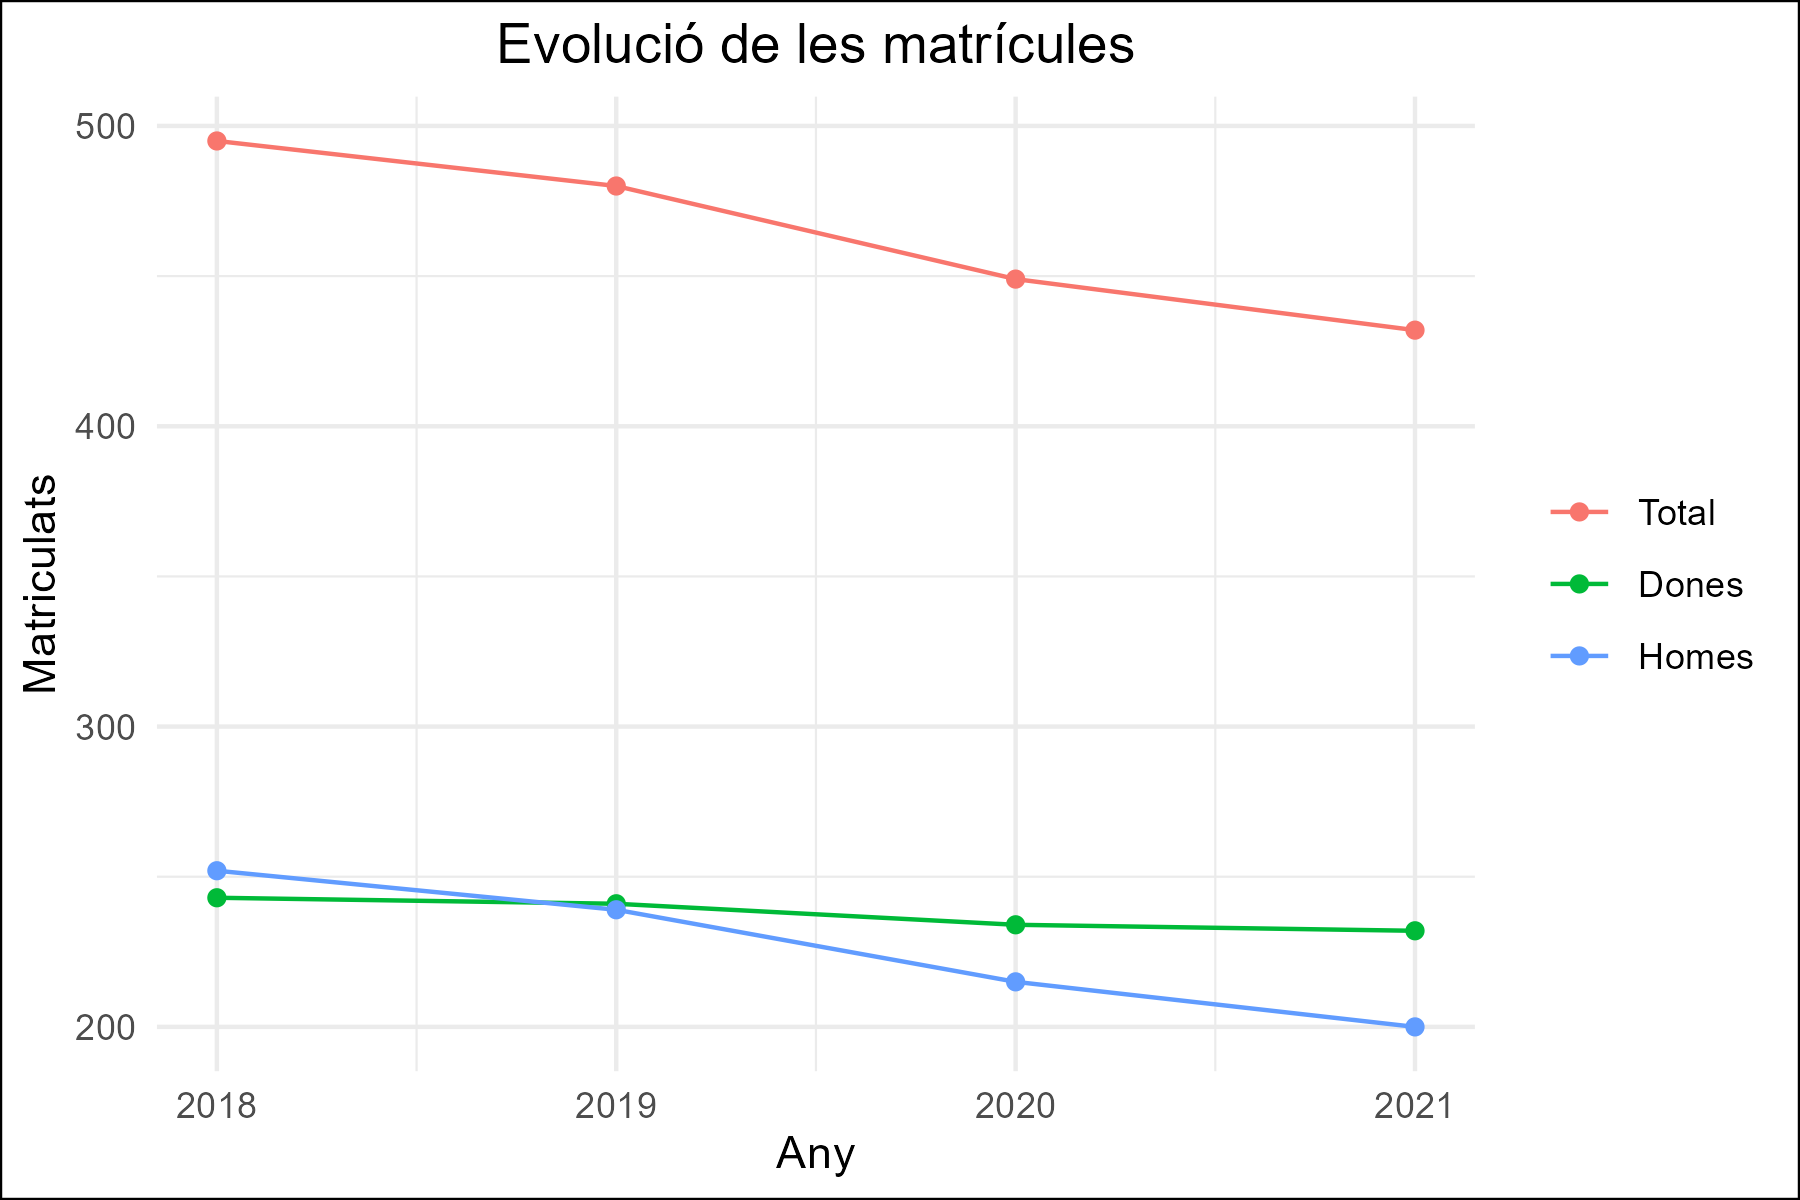 Evolució de les matrícules
500
400
300
200
Matriculats
2018 2019 2020 2021
Any
Total
Dones
Homes